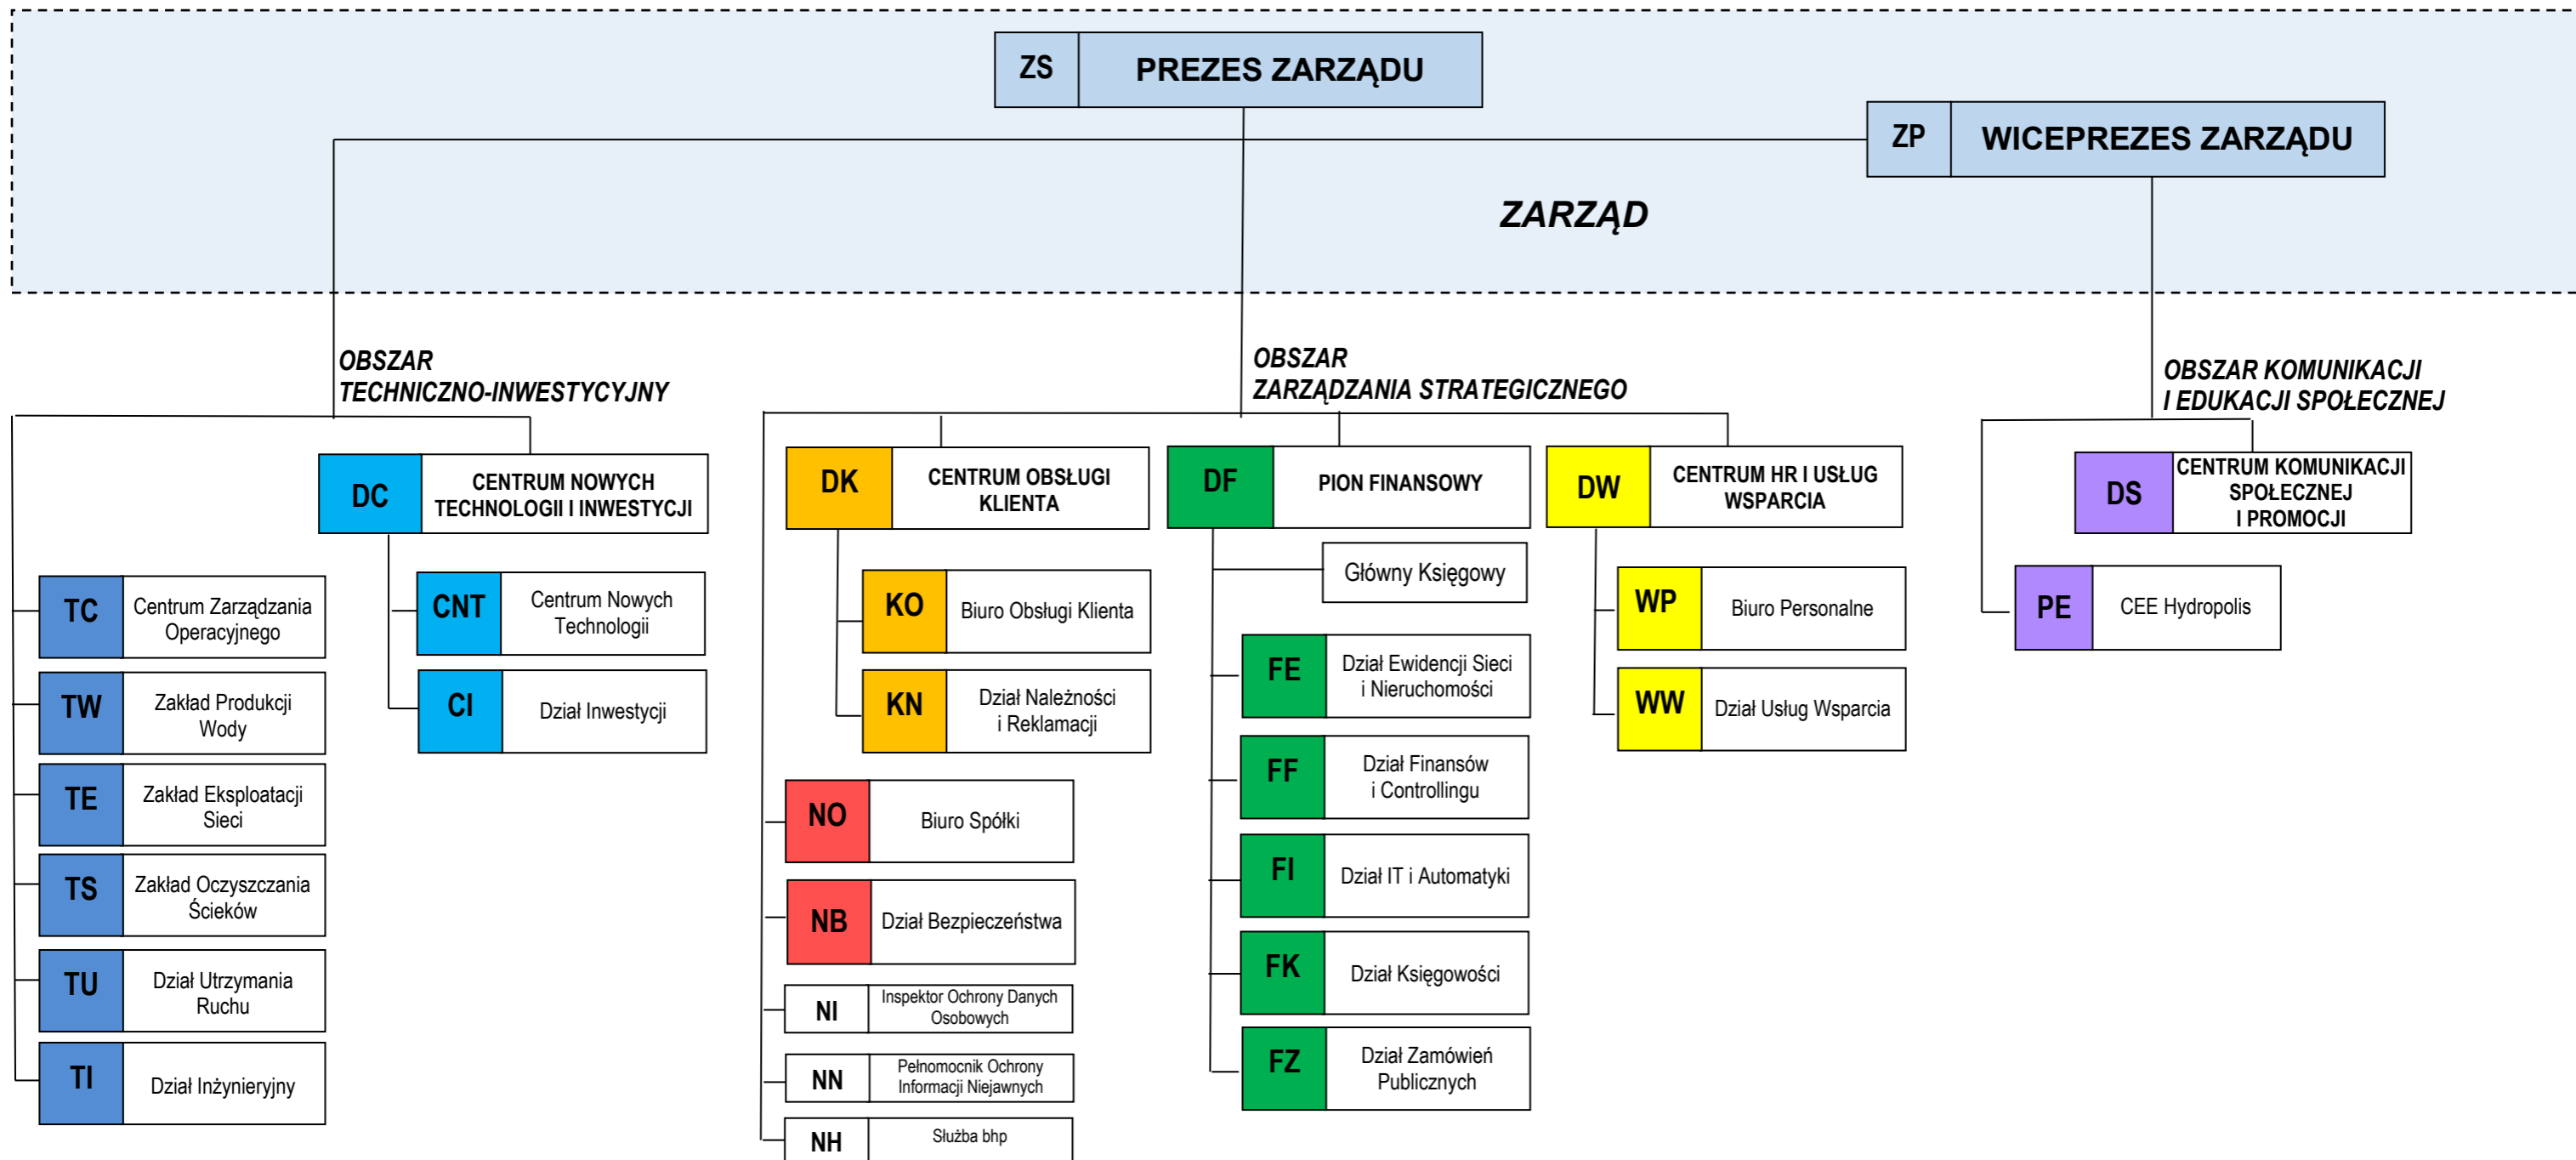 ZS
PREZES ZARZĄDU
ZP
WICEPREZES ZARZĄDU
ZARZĄD
OBSZAR
TECHNICZNO-INWESTYCYJNY
OBSZAR
ZARZĄDZANIA STRATEGICZNEGO
OBSZAR KOMUNIKACJI
I EDUKACJI SPOŁECZNEJ
DC
CENTRUM NOWYCH
TECHNOLOGII I INWESTYCJI
TC
Centrum Zarządzania
Operacyjnego
TW
Zakład Produkcji
Wody
TE
Zakład Eksploatacji
Sieci
TS
Zakład Oczyszczania
Ścieków
TU
Dział Utrzymania
Ruchu
TI
Dział Inżynieryjny
CNT
Centrum Nowych
Technologii
CI
Dział Inwestycji
DK
CENTRUM OBSŁUGI
KLIENTA
KO
Biuro Obsługi Klienta
KN
Dział Należności
i Reklamacji
NO
Biuro Spółki
NB
Dział Bezpieczeństwa
NI
Inspektor Ochrony Danych
Osobowych
NN
Pełnomocnik Ochrony
Informacji Niejawnych
NH
Służba bhp
DF
PION FINANSOWY
Główny Księgowy
FE
Dział Ewidencji Sieci
i Nieruchomości
FF
Dział Finansów
i Controllingu
FI
Dział IT i Automatyki
FK
Dział Księgowości
FZ
Dział Zamówień
Publicznych
DW
CENTRUM HR I USŁUG
WSPARCIA
WP
Biuro Personalne
WW
Dział Usług Wsparcia
DS
CENTRUM KOMUNIKACJI
SPOŁECZNEJ
I PROMOCJI
PE
CEE Hydropolis